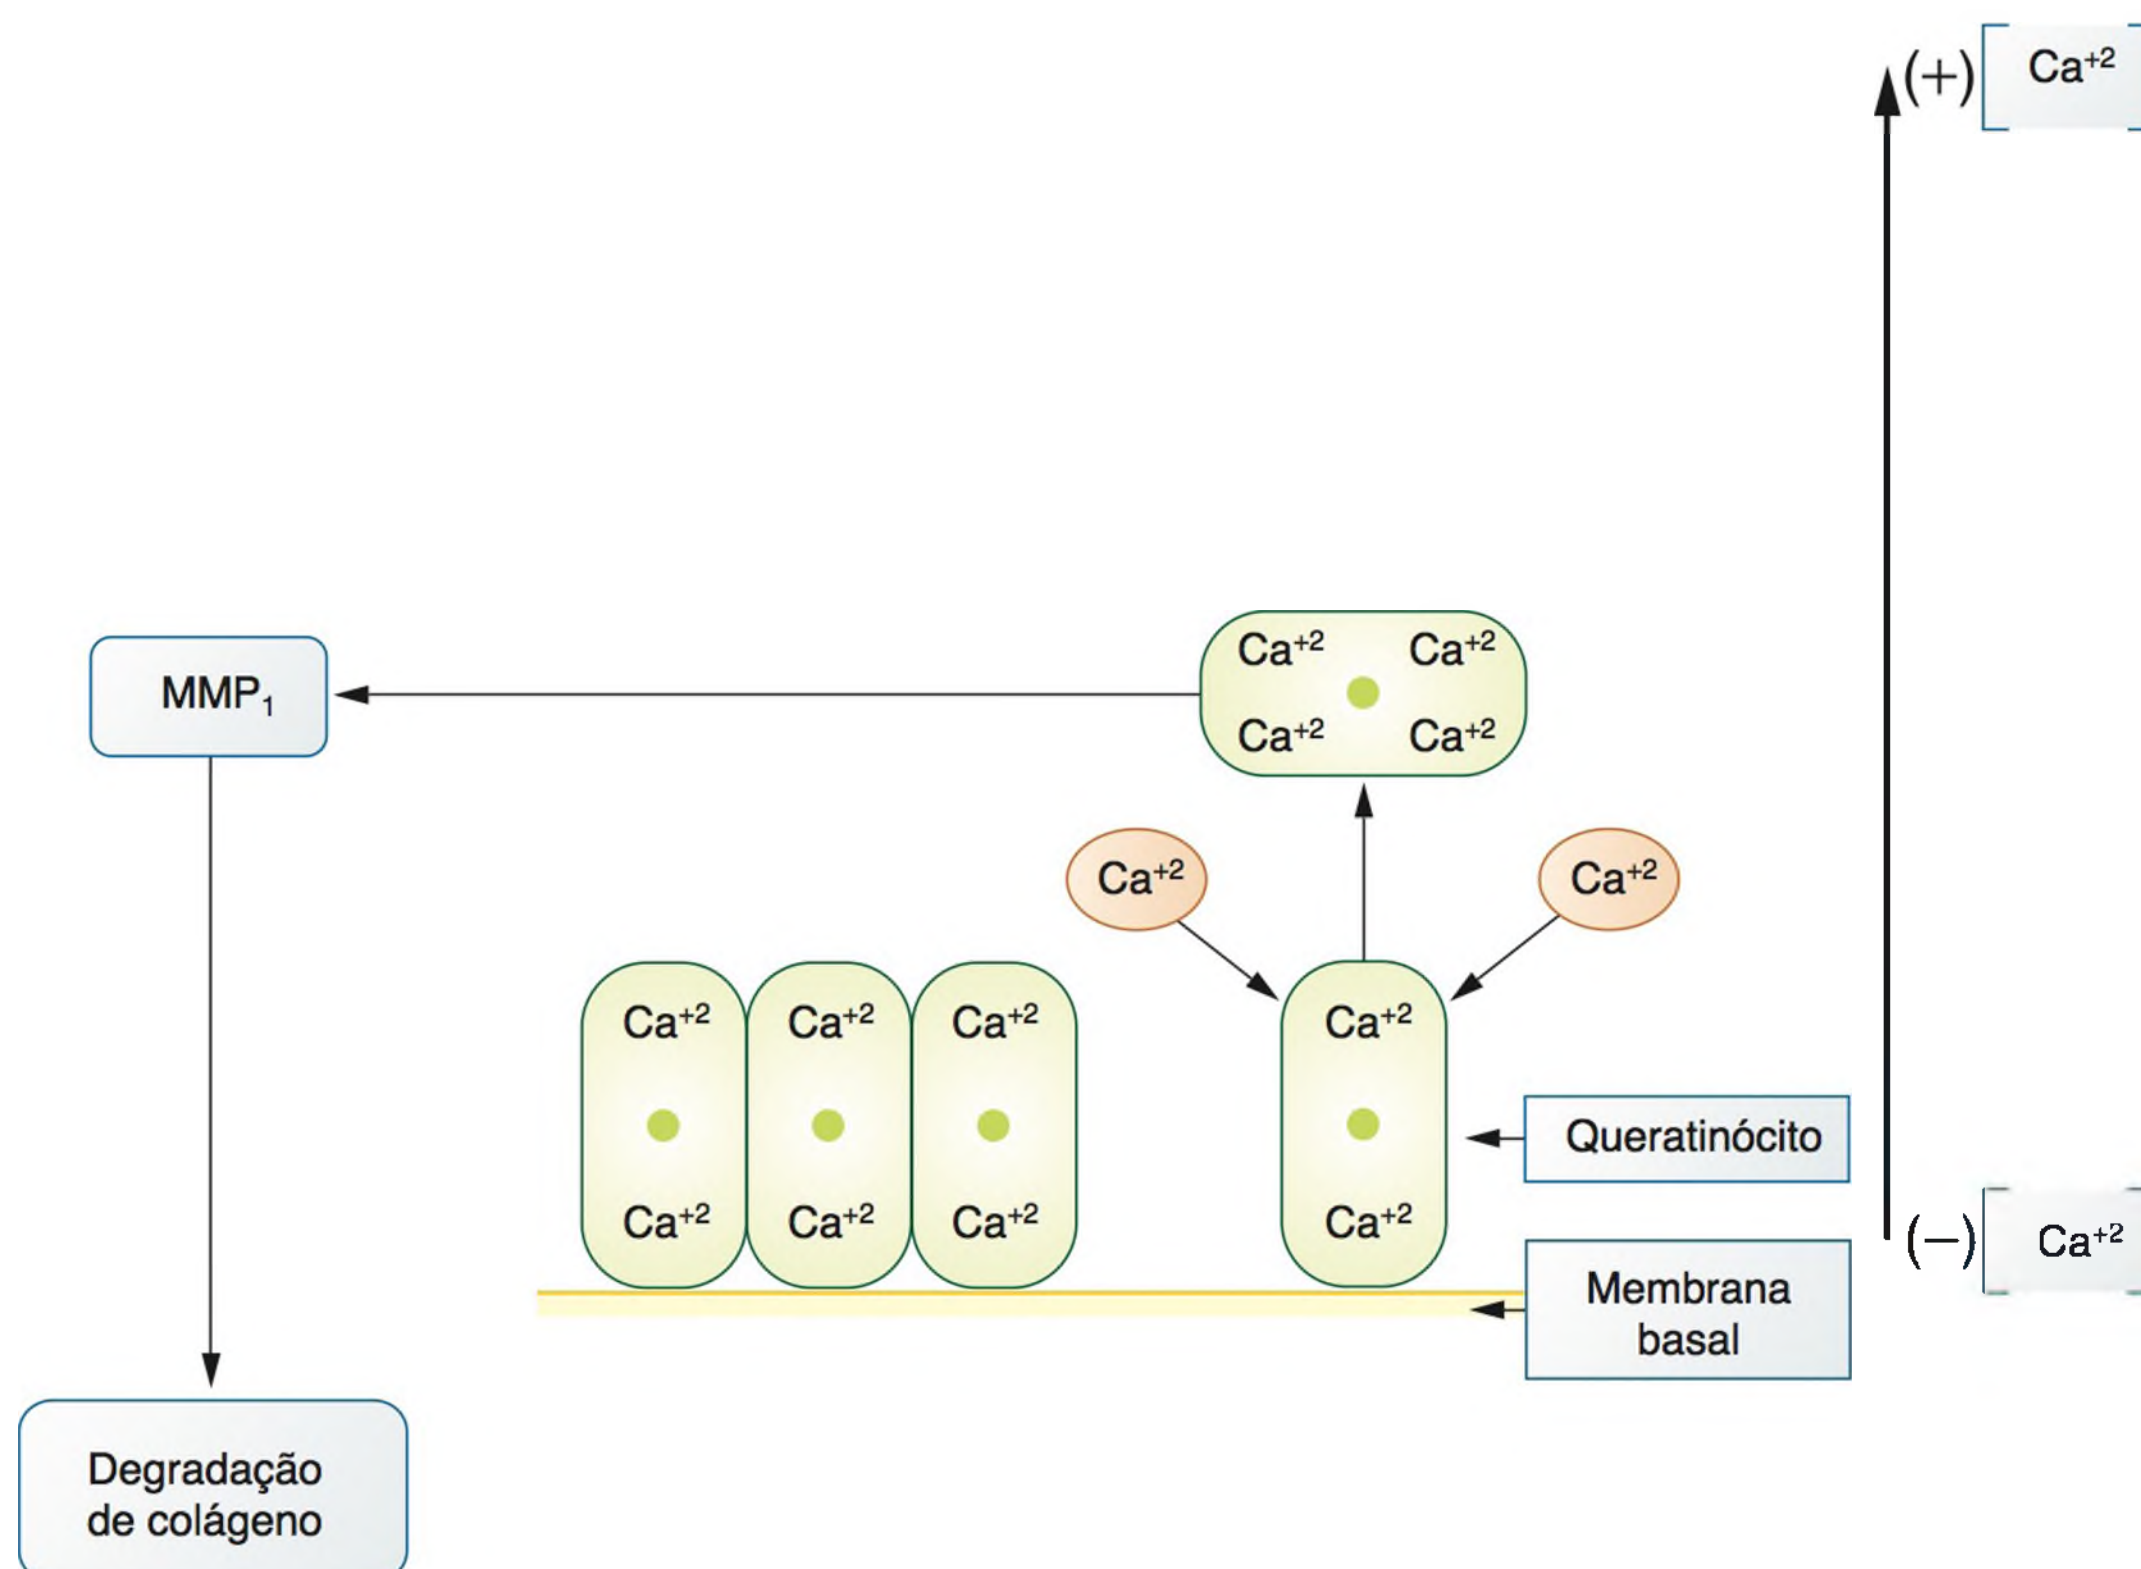 (+) Ca⁺²
MMP₁
Ca⁺² Ca⁺²
Ca⁺² Ca⁺²
Ca⁺² Ca⁺²
Ca⁺² Ca⁺² Ca⁺² Ca⁺²
Queratinócito
Ca⁺² Ca⁺² Ca⁺² Ca⁺²
(−) Ca⁺²
Membrana
basal
Degradação
de colágeno